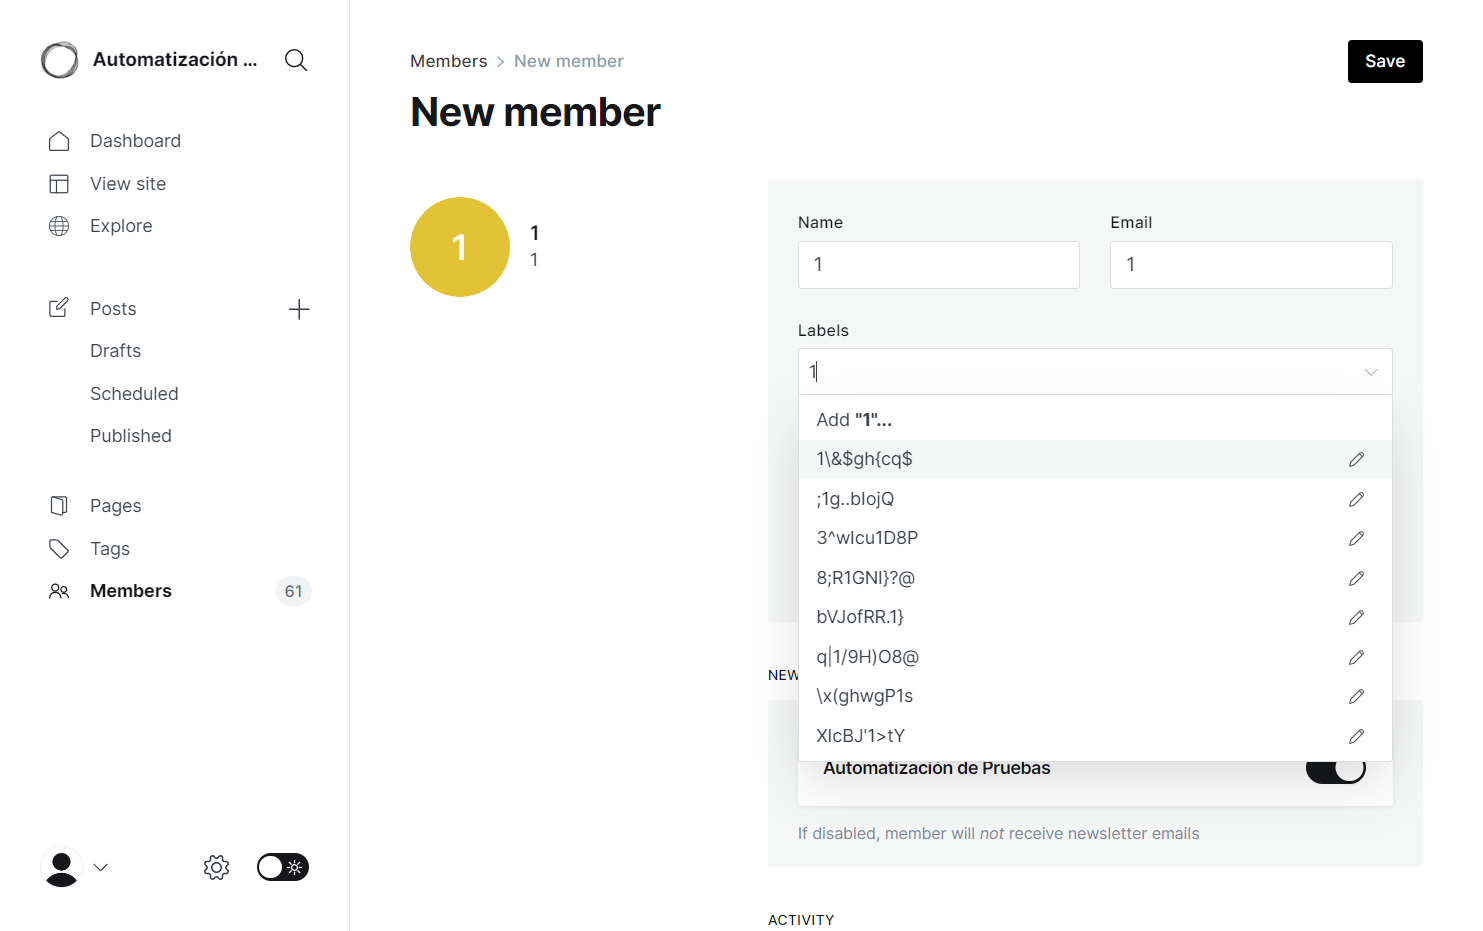 Automatización ...
Dashboard
View site
Explore
Posts
Drafts
Scheduled
Published
Pages
Tags
Members 61
Members > New member
Save
New member
1
1
1
Name
Email
1
1
Labels
1
Add "1"...
1\&$gh{cq$
;1g..bIojQ
3^wIcu1D8P
8;R1GNI}?@
bVJofRR.1}
q|1/9H)O8@
\x(ghwgP1s
XIcBJ'1>tY
NEW
Automatización de Pruebas
If disabled, member will not receive newsletter emails
ACTIVITY